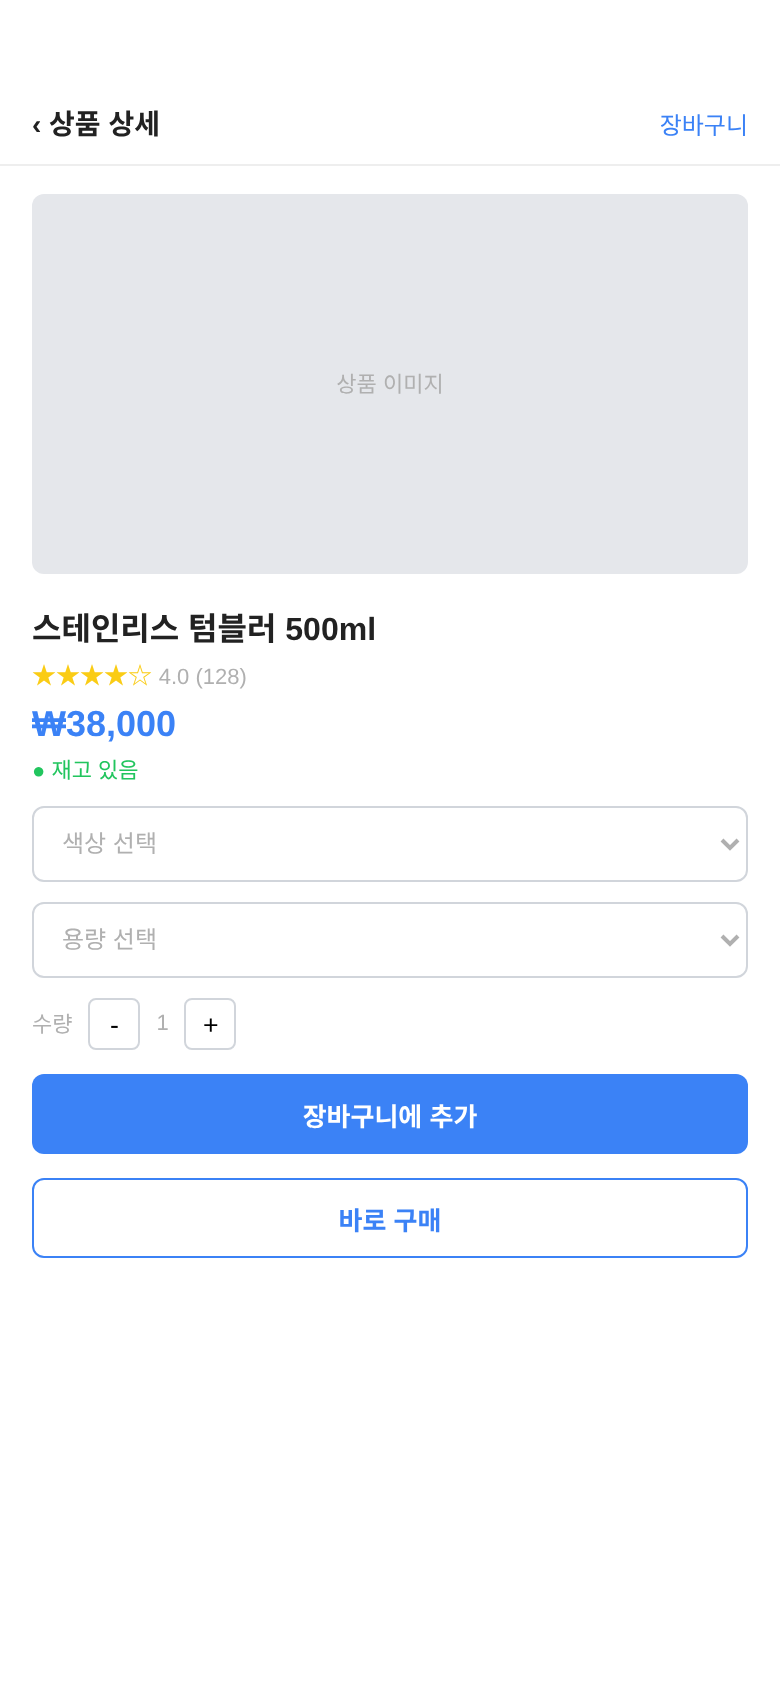 ‹ 상품 상세
장바구니
상품 이미지
스테인리스 텀블러 500ml
★★★★☆ 4.0 (128)
₩38,000
● 재고 있음
색상 선택
용량 선택
수량 - 1 +
장바구니에 추가
바로 구매